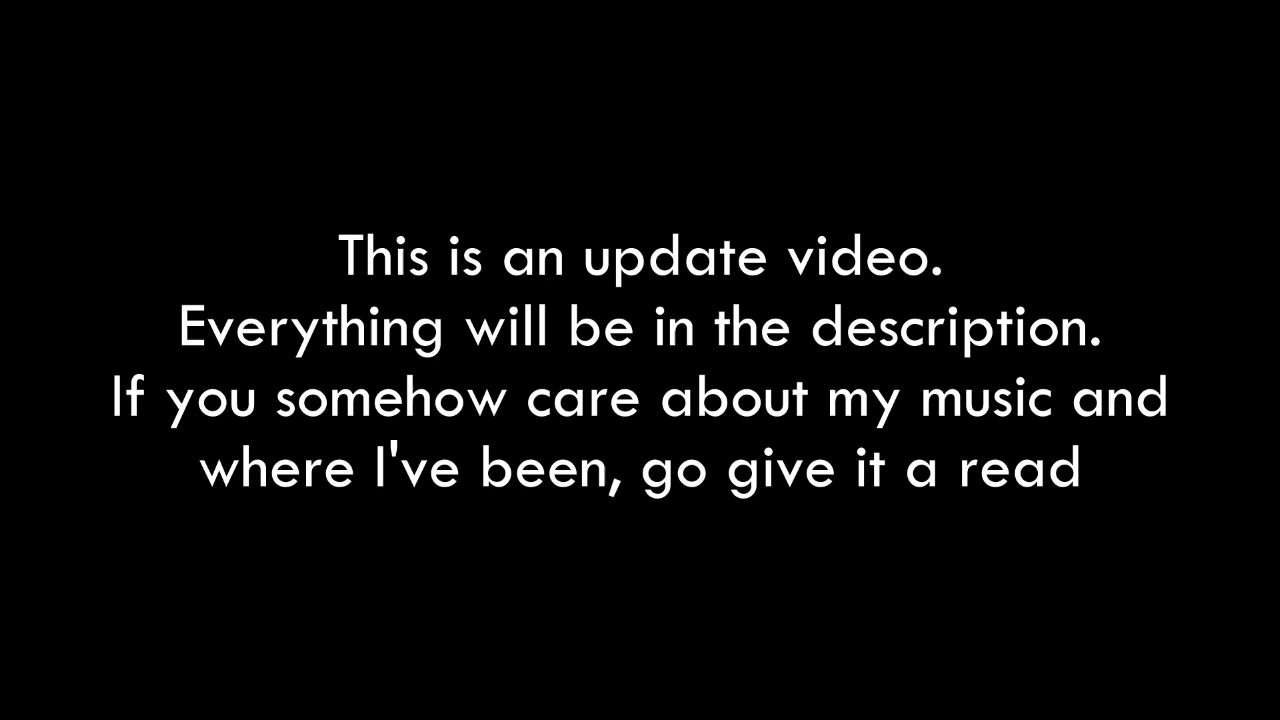 This is an update video.
Everything will be in the description.
If you somehow care about my music and
where I've been, go give it a read